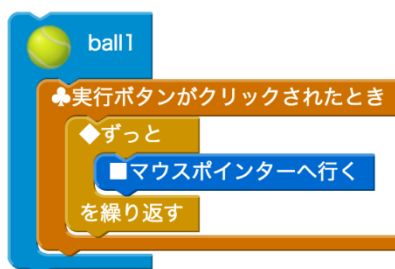 ball1
♣実行ボタンがクリックされたとき
◆ずっと
■マウスポインターへ行く
を繰り返す